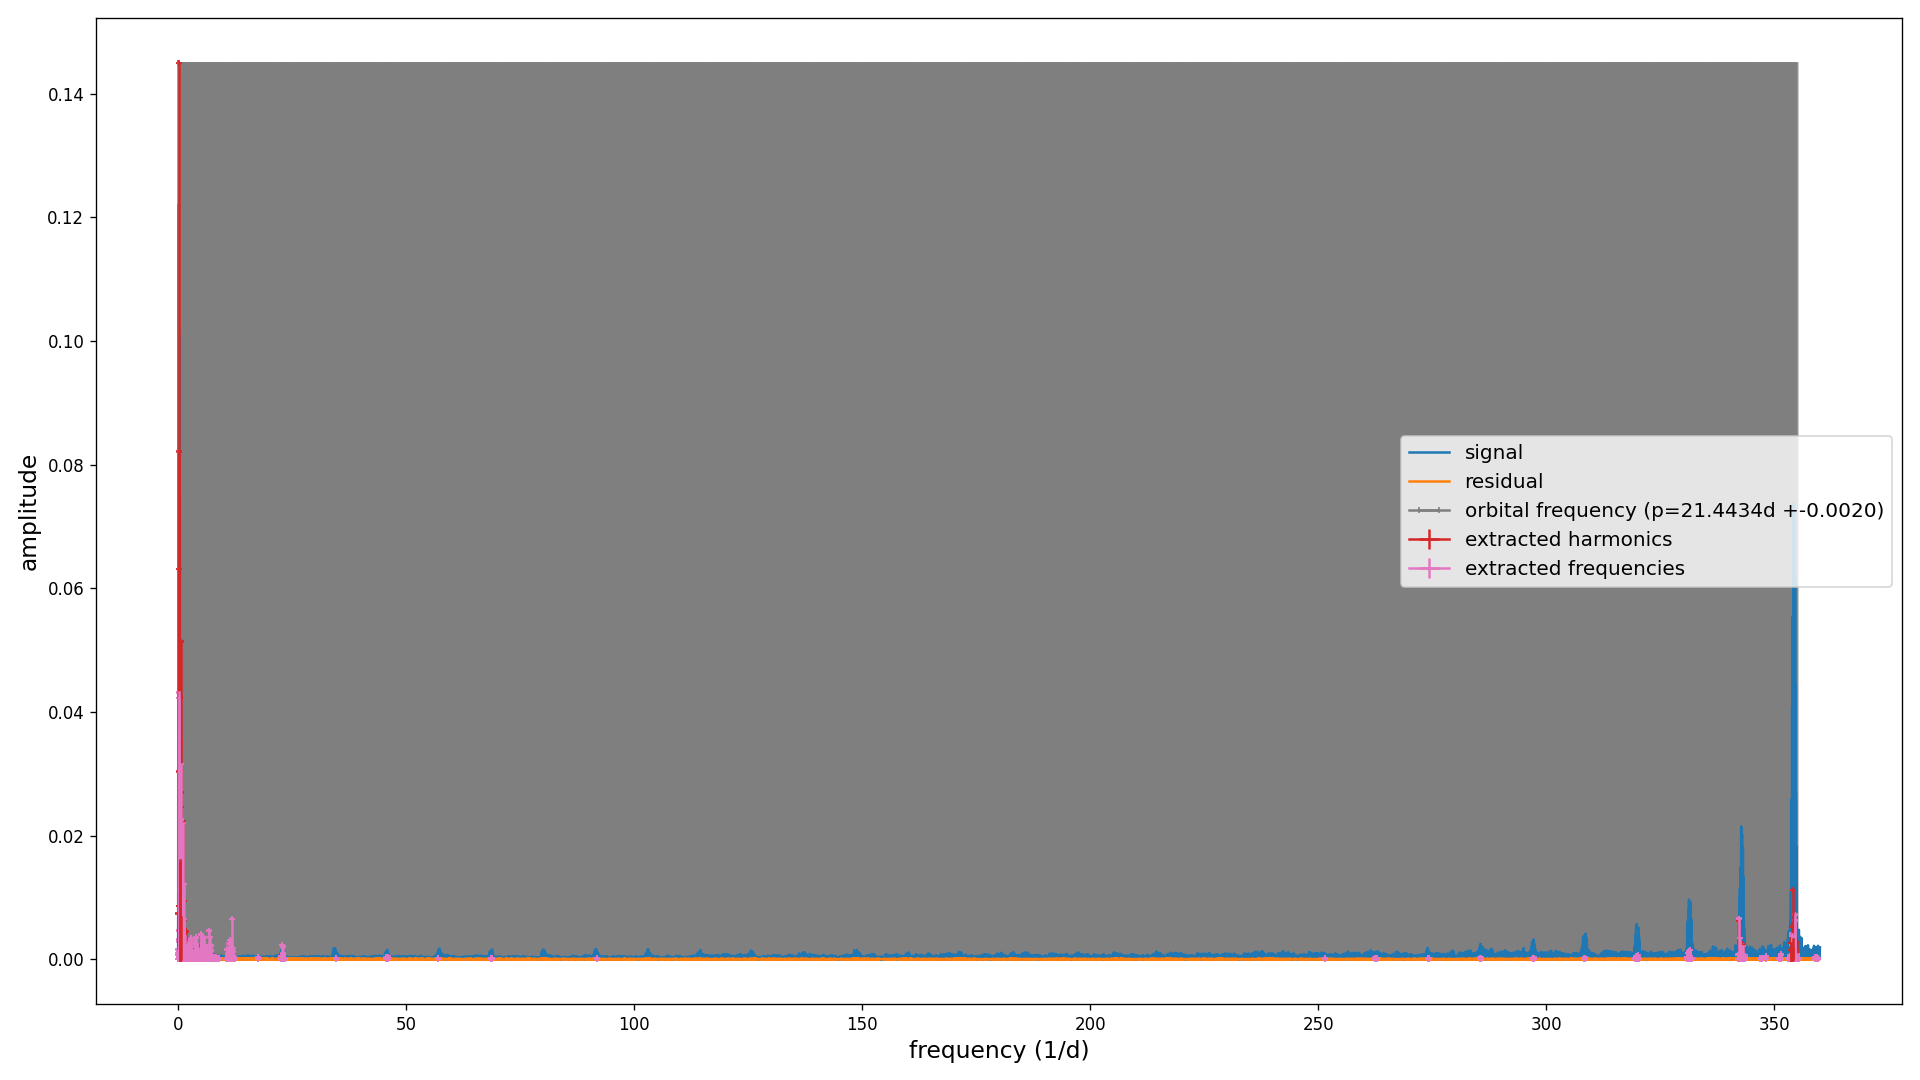 0.14
0.12
0.10
0.08
0.06
0.04
0.02
0.00
amplitude
signal
residual
orbital frequency (p=21.4434d +-0.0020)
extracted harmonics
extracted frequencies
0 50 100 150 200 250 300 350
frequency (1/d)